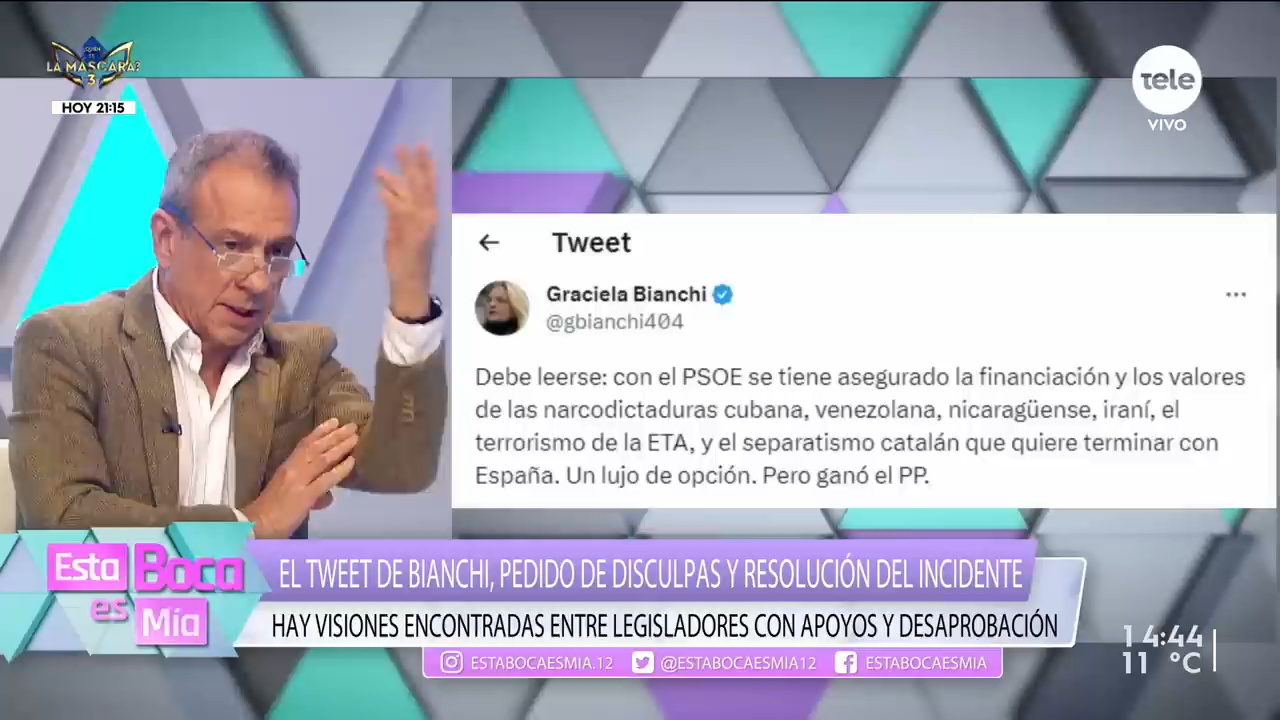 ¿QUIÉN
ES
LA MÁSCARA?
3
HOY 21:15
tele
VIVO
Tweet
Graciela Bianchi
@gbianchi404
Debe leerse: con el PSOE se tiene asegurado la financiación y los valores
de las narcodictaduras cubana, venezolana, nicaragüense, iraní, el
terrorismo de la ETA, y el separatismo catalán que quiere terminar con
España. Un lujo de opción. Pero ganó el PP.
Esta Boca
es Mía
EL TWEET DE BIANCHI, PEDIDO DE DISCULPAS Y RESOLUCIÓN DEL INCIDENTE
HAY VISIONES ENCONTRADAS ENTRE LEGISLADORES CON APOYOS Y DESAPROBACIÓN
ESTABOCAESMIA.12 @ESTABOCAESMIA12 ESTABOCAESMIA
14:44
11 °C